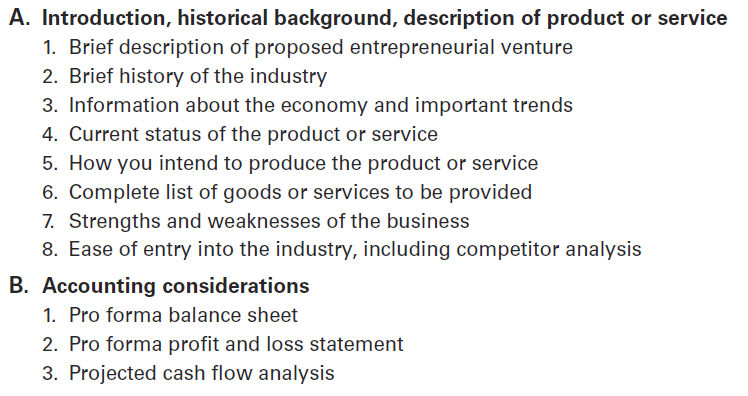 A. Introduction, historical background, description of product or service
1. Brief description of proposed entrepreneurial venture
2. Brief history of the industry
3. Information about the economy and important trends
4. Current status of the product or service
5. How you intend to produce the product or service
6. Complete list of goods or services to be provided
7. Strengths and weaknesses of the business
8. Ease of entry into the industry, including competitor analysis
B. Accounting considerations
1. Pro forma balance sheet
2. Pro forma profit and loss statement
3. Projected cash flow analysis